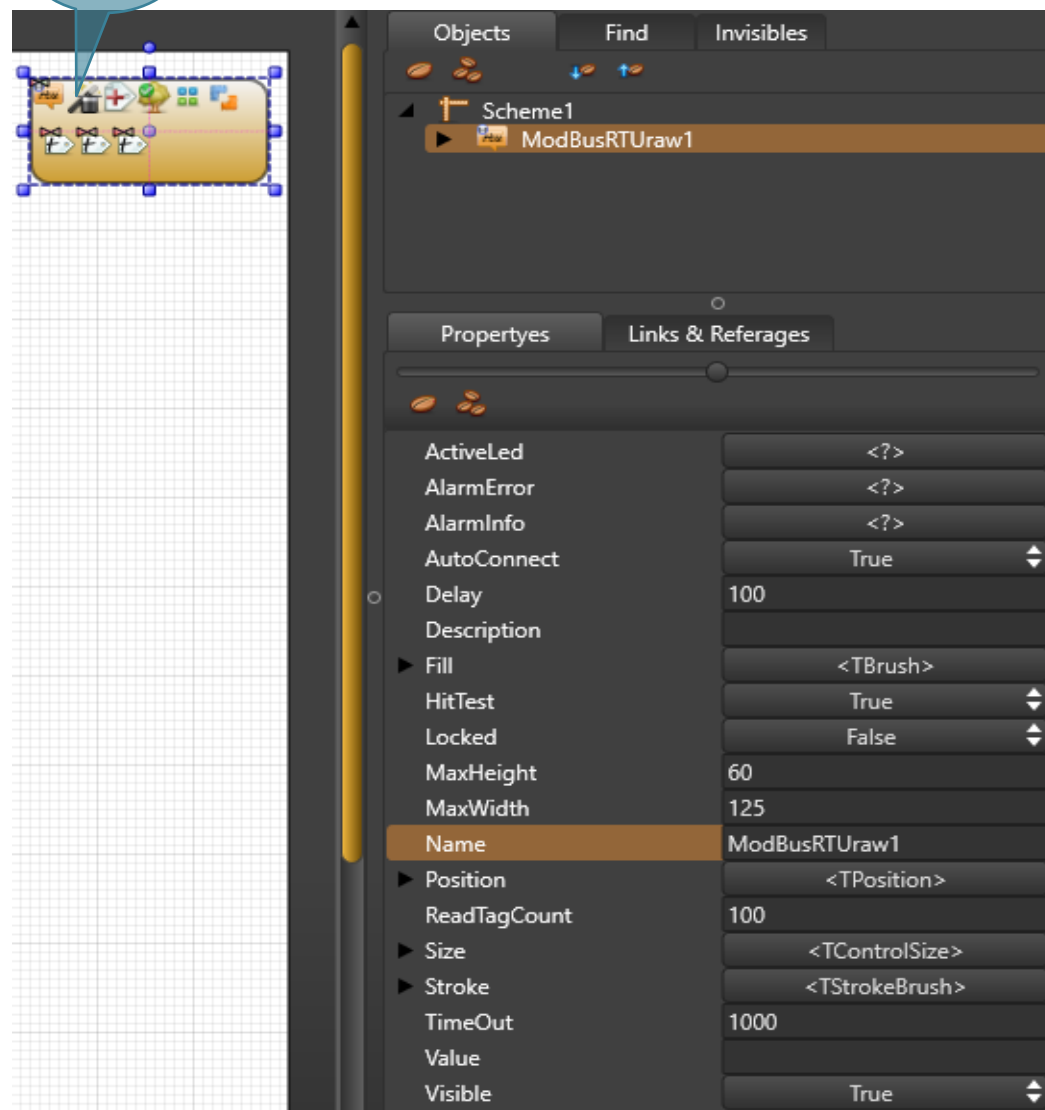 Objects Find Invisibles
Scheme1
ModBusRTUraw1
Propertyes Links & Referages
ActiveLed <?>
AlarmError <?>
AlarmInfo <?>
AutoConnect True
Delay 100
Description
Fill <TBrush>
HitTest True
Locked False
MaxHeight 60
MaxWidth 125
Name ModBusRTUraw1
Position <TPosition>
ReadTagCount 100
Size <TControlSize>
Stroke <TStrokeBrush>
TimeOut 1000
Value
Visible True